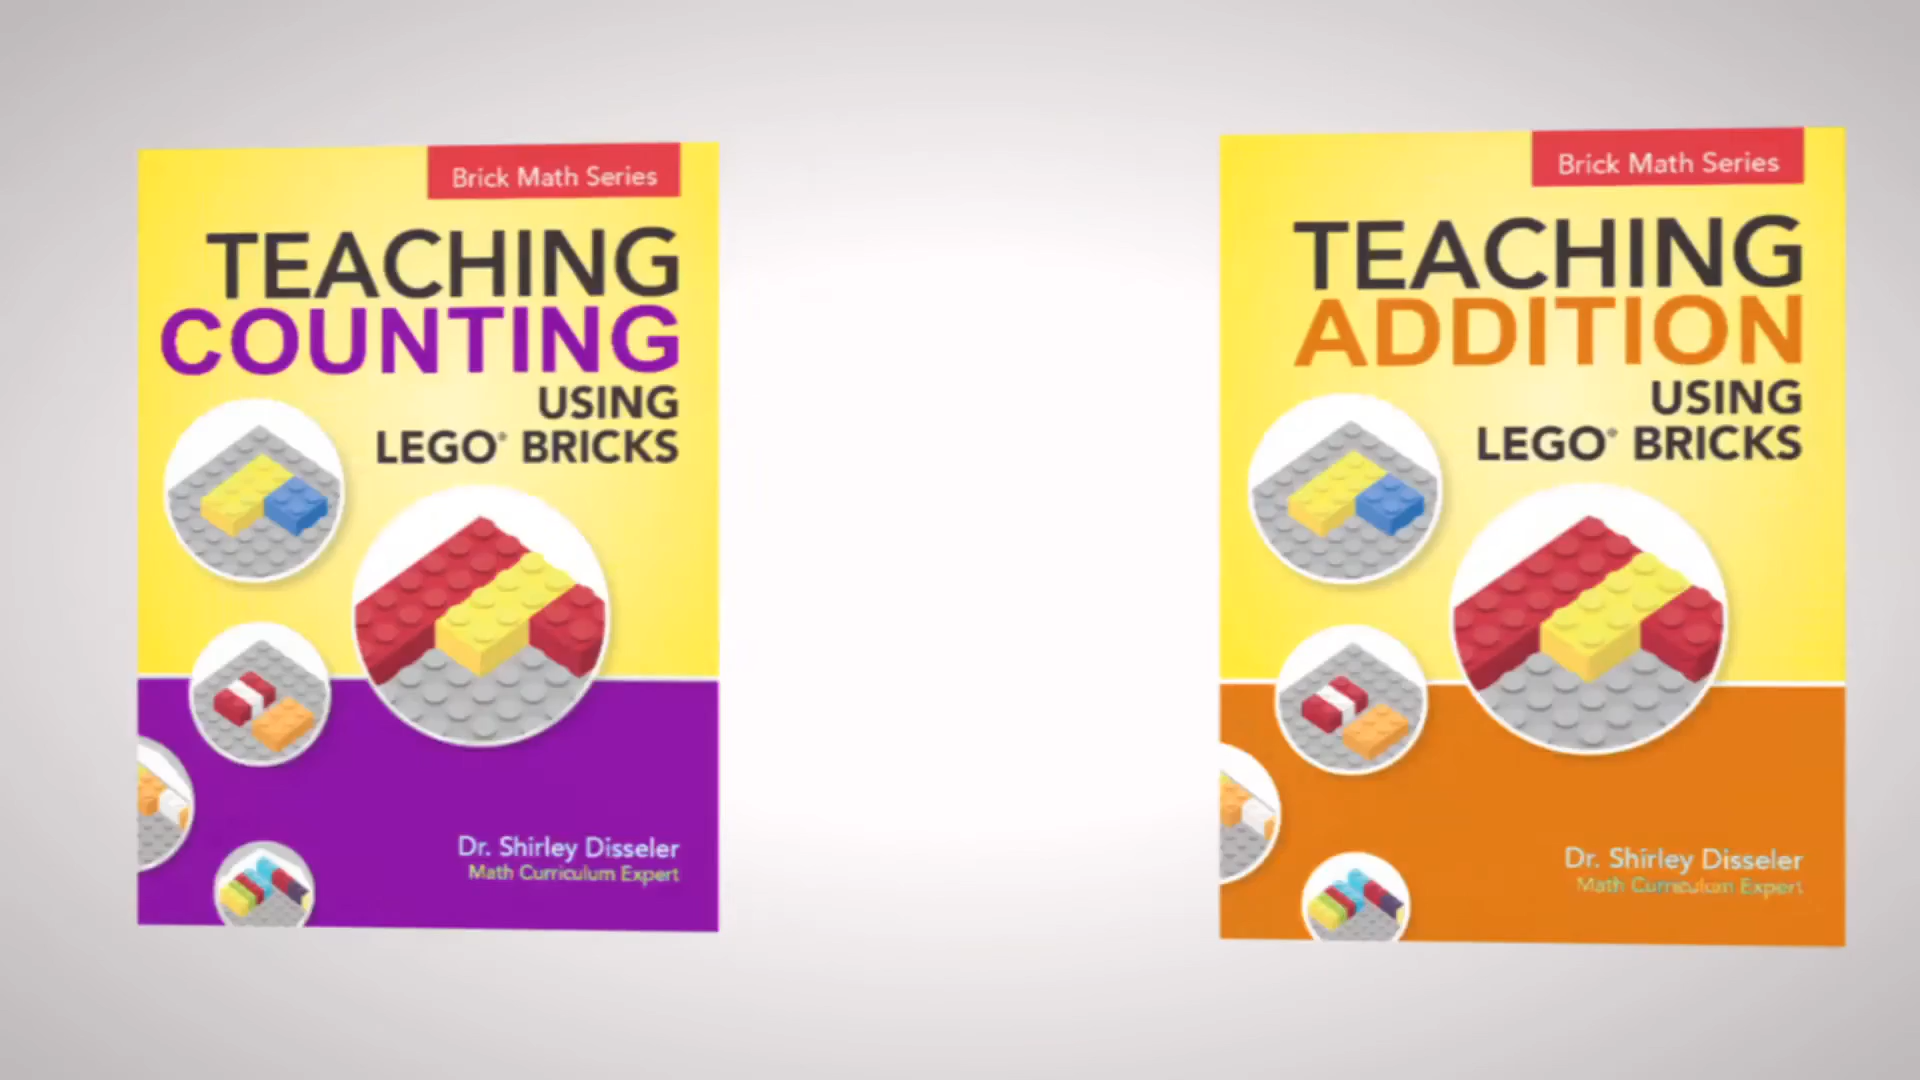 Brick Math Series
TEACHING
COUNTING
USING
LEGO® BRICKS
Dr. Shirley Disseler
Math Curriculum Expert
Brick Math Series
TEACHING
ADDITION
USING
LEGO® BRICKS
Dr. Shirley Disseler
Math Curriculum Expert